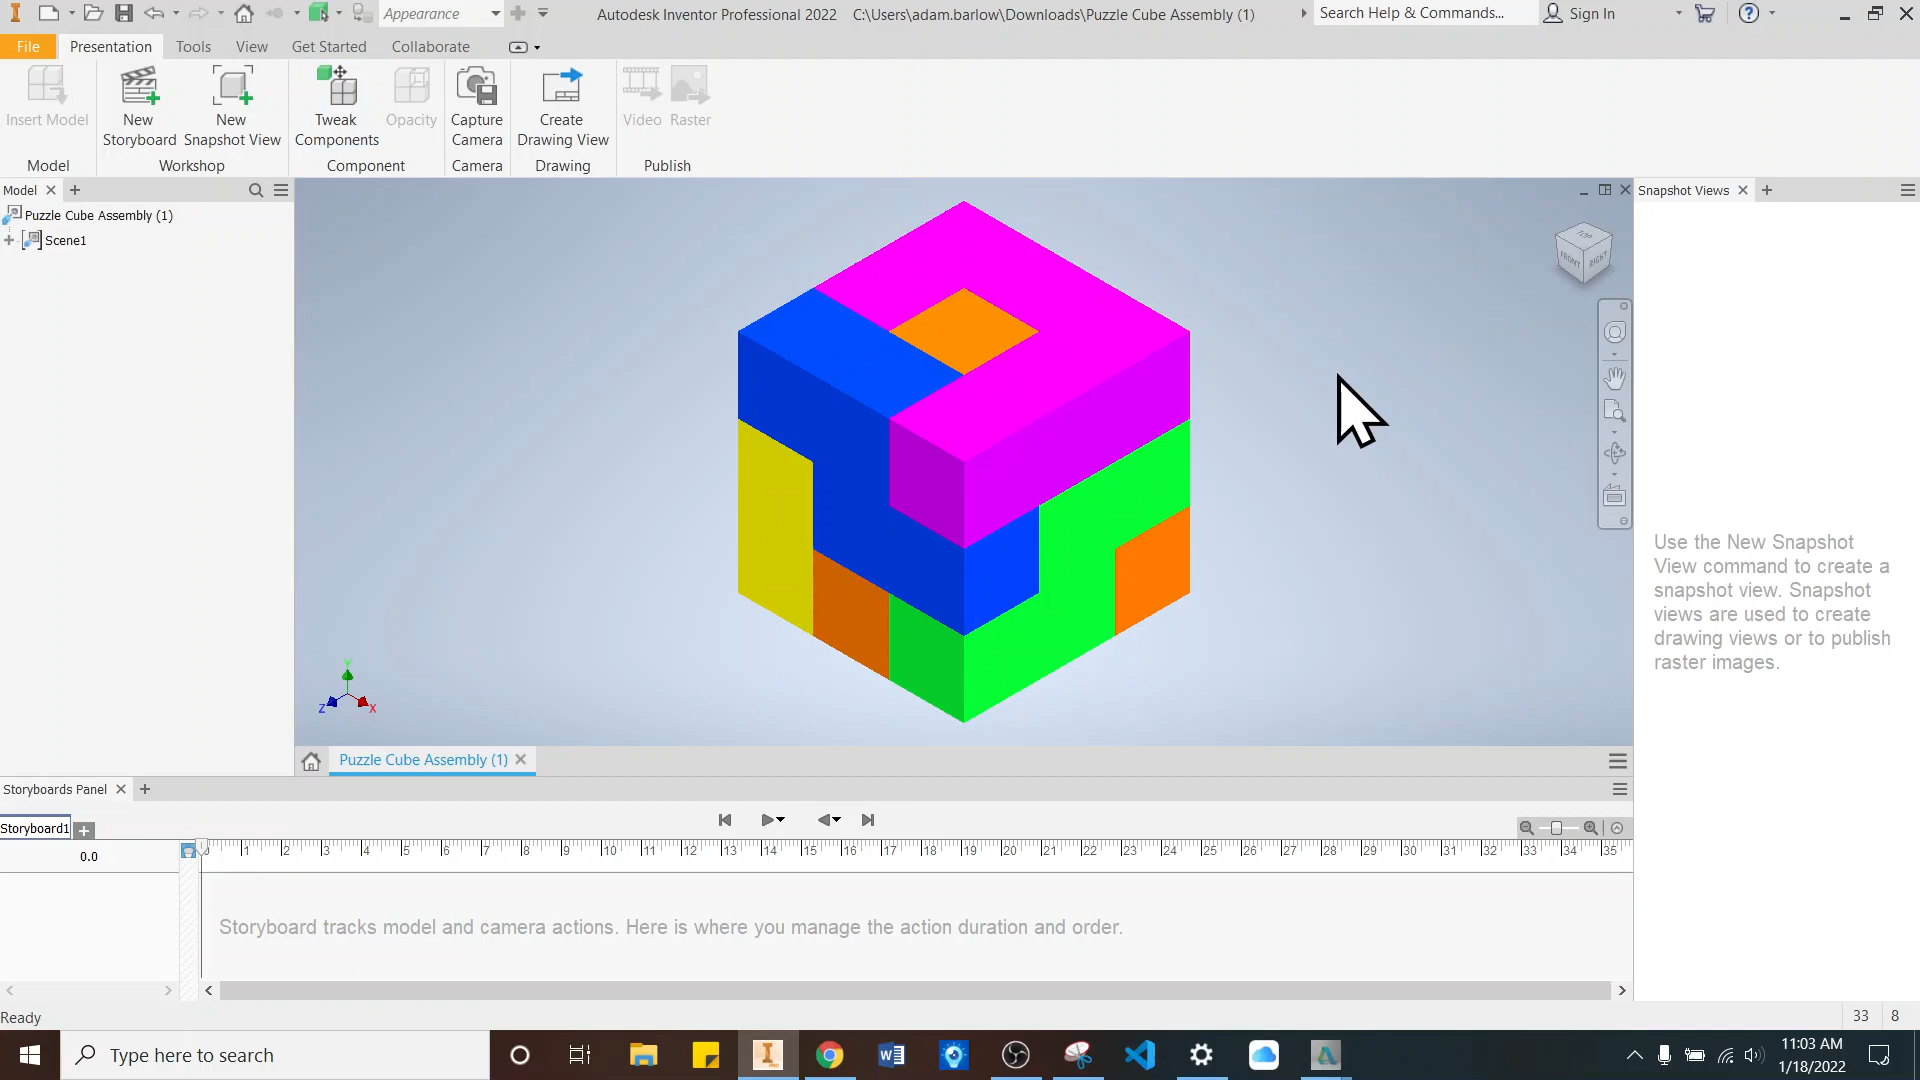 Appearance
Autodesk Inventor Professional 2022 C:\Users\adam.barlow\Downloads\Puzzle Cube Assembly (1)
Search Help & Commands...
Sign In
File Presentation Tools View Get Started Collaborate
Insert Model
New Storyboard
New Snapshot View
Tweak Components
Opacity
Capture Camera
Create Drawing View
Video
Raster
Model
Workshop
Component
Camera
Drawing
Publish
Model
Puzzle Cube Assembly (1)
Scene1
TOP
FRONT
RIGHT
Y
Z
X
Snapshot Views
Use the New Snapshot
View command to create a
snapshot view. Snapshot
views are used to create
drawing views or to publish
raster images.
Puzzle Cube Assembly (1)
Storyboards Panel
Storyboard1
0.0
0 1 2 3 4 5 6 7 8 9 10 11 12 13 14 15 16 17 18 19 20 21 22 23 24 25 26 27 28 29 30 31 32 33 34 35
Storyboard tracks model and camera actions. Here is where you manage the action duration and order.
Ready
33 8
Type here to search
11:03 AM
1/18/2022